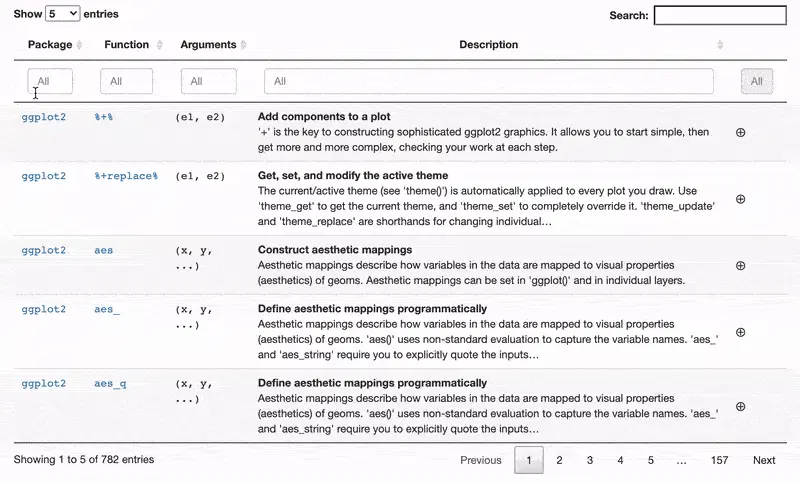 Show 5 entries Search:
Package Function Arguments Description
All All All All All
ggplot2 %+% (e1, e2) Add components to a plot
'+' is the key to constructing sophisticated ggplot2 graphics. It allows you to start simple, then
get more and more complex, checking your work at each step.
ggplot2 %+replace% (e1, e2) Get, set, and modify the active theme
The current/active theme (see 'theme()') is automatically applied to every plot you draw. Use
'theme_get' to get the current theme, and 'theme_set' to completely override it. 'theme_update'
and 'theme_replace' are shorthands for changing individual…
ggplot2 aes (x, y, Construct aesthetic mappings
...) Aesthetic mappings describe how variables in the data are mapped to visual properties
(aesthetics) of geoms. Aesthetic mappings can be set in 'ggplot()' and in individual layers.
ggplot2 aes_ (x, y, Define aesthetic mappings programmatically
...) Aesthetic mappings describe how variables in the data are mapped to visual properties
(aesthetics) of geoms. 'aes()' uses non-standard evaluation to capture the variable names. 'aes_'
and 'aes_string' require you to explicitly quote the inputs…
ggplot2 aes_q (x, y, Define aesthetic mappings programmatically
...) Aesthetic mappings describe how variables in the data are mapped to visual properties
(aesthetics) of geoms. 'aes()' uses non-standard evaluation to capture the variable names. 'aes_'
and 'aes_string' require you to explicitly quote the inputs…
Showing 1 to 5 of 782 entries Previous 1 2 3 4 5 … 157 Next